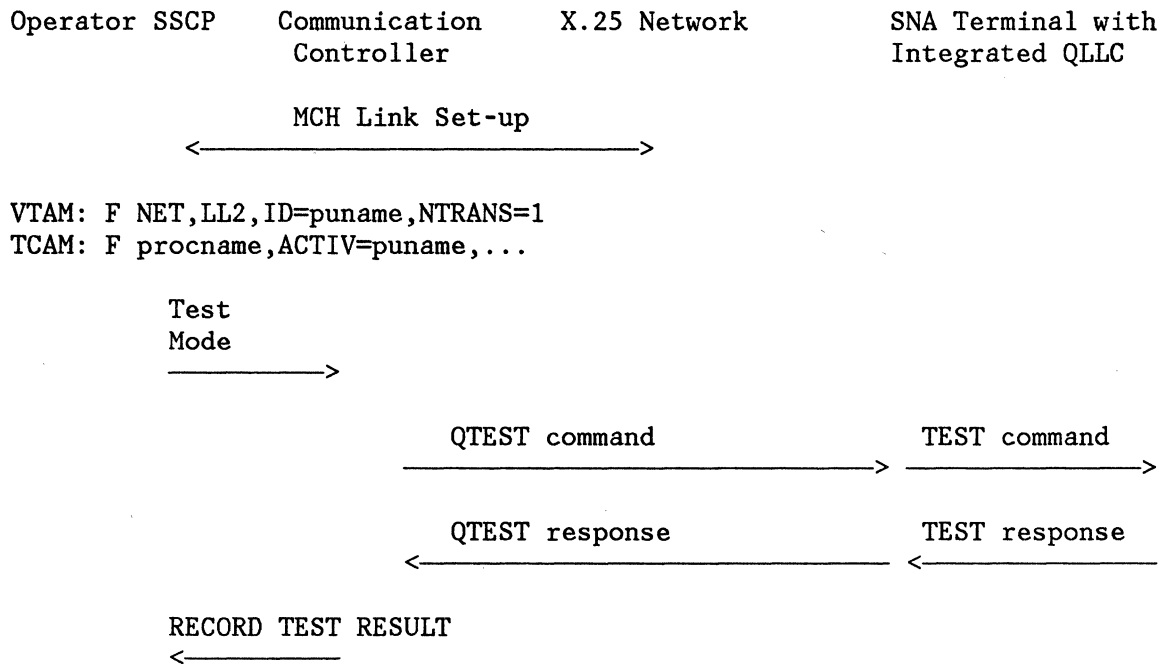 Operator SSCP Communication X.25 Network SNA Terminal with
Controller Integrated QLLC
MCH Link Set-up
VTAM: F NET,LL2,ID=puname,NTRANS=1
TCAM: F procname,ACTIV=puname,...
Test
Mode
QTEST command TEST command
QTEST response TEST response
RECORD TEST RESULT